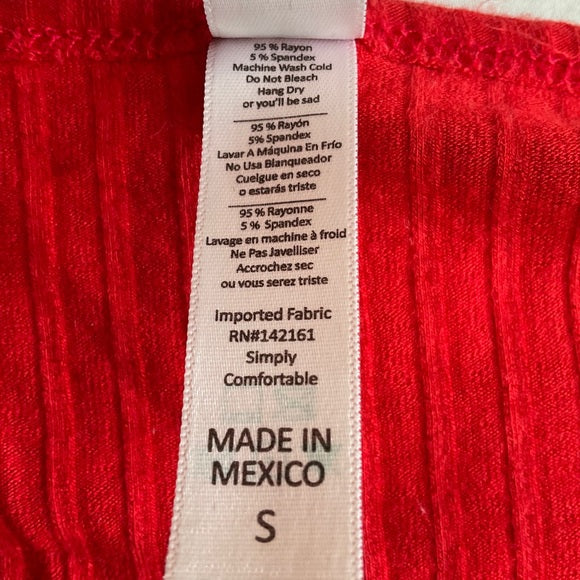 95 % Rayon
5 % Spandex
Machine Wash Cold
Do Not Bleach
Hang Dry
or you'll be sad
95 % Rayón
5% Spandex
Lavar A Máquina En Frío
No Usa Blanqueador
Cuelgue en seco
o estarás triste
95 % Rayonne
5 % Spandex
Lavage en machine à froid
Ne Pas Javelliser
Accrochez sec
ou vous serez triste
Imported Fabric
RN#142161
Simply
Comfortable
MADE IN
MEXICO
S